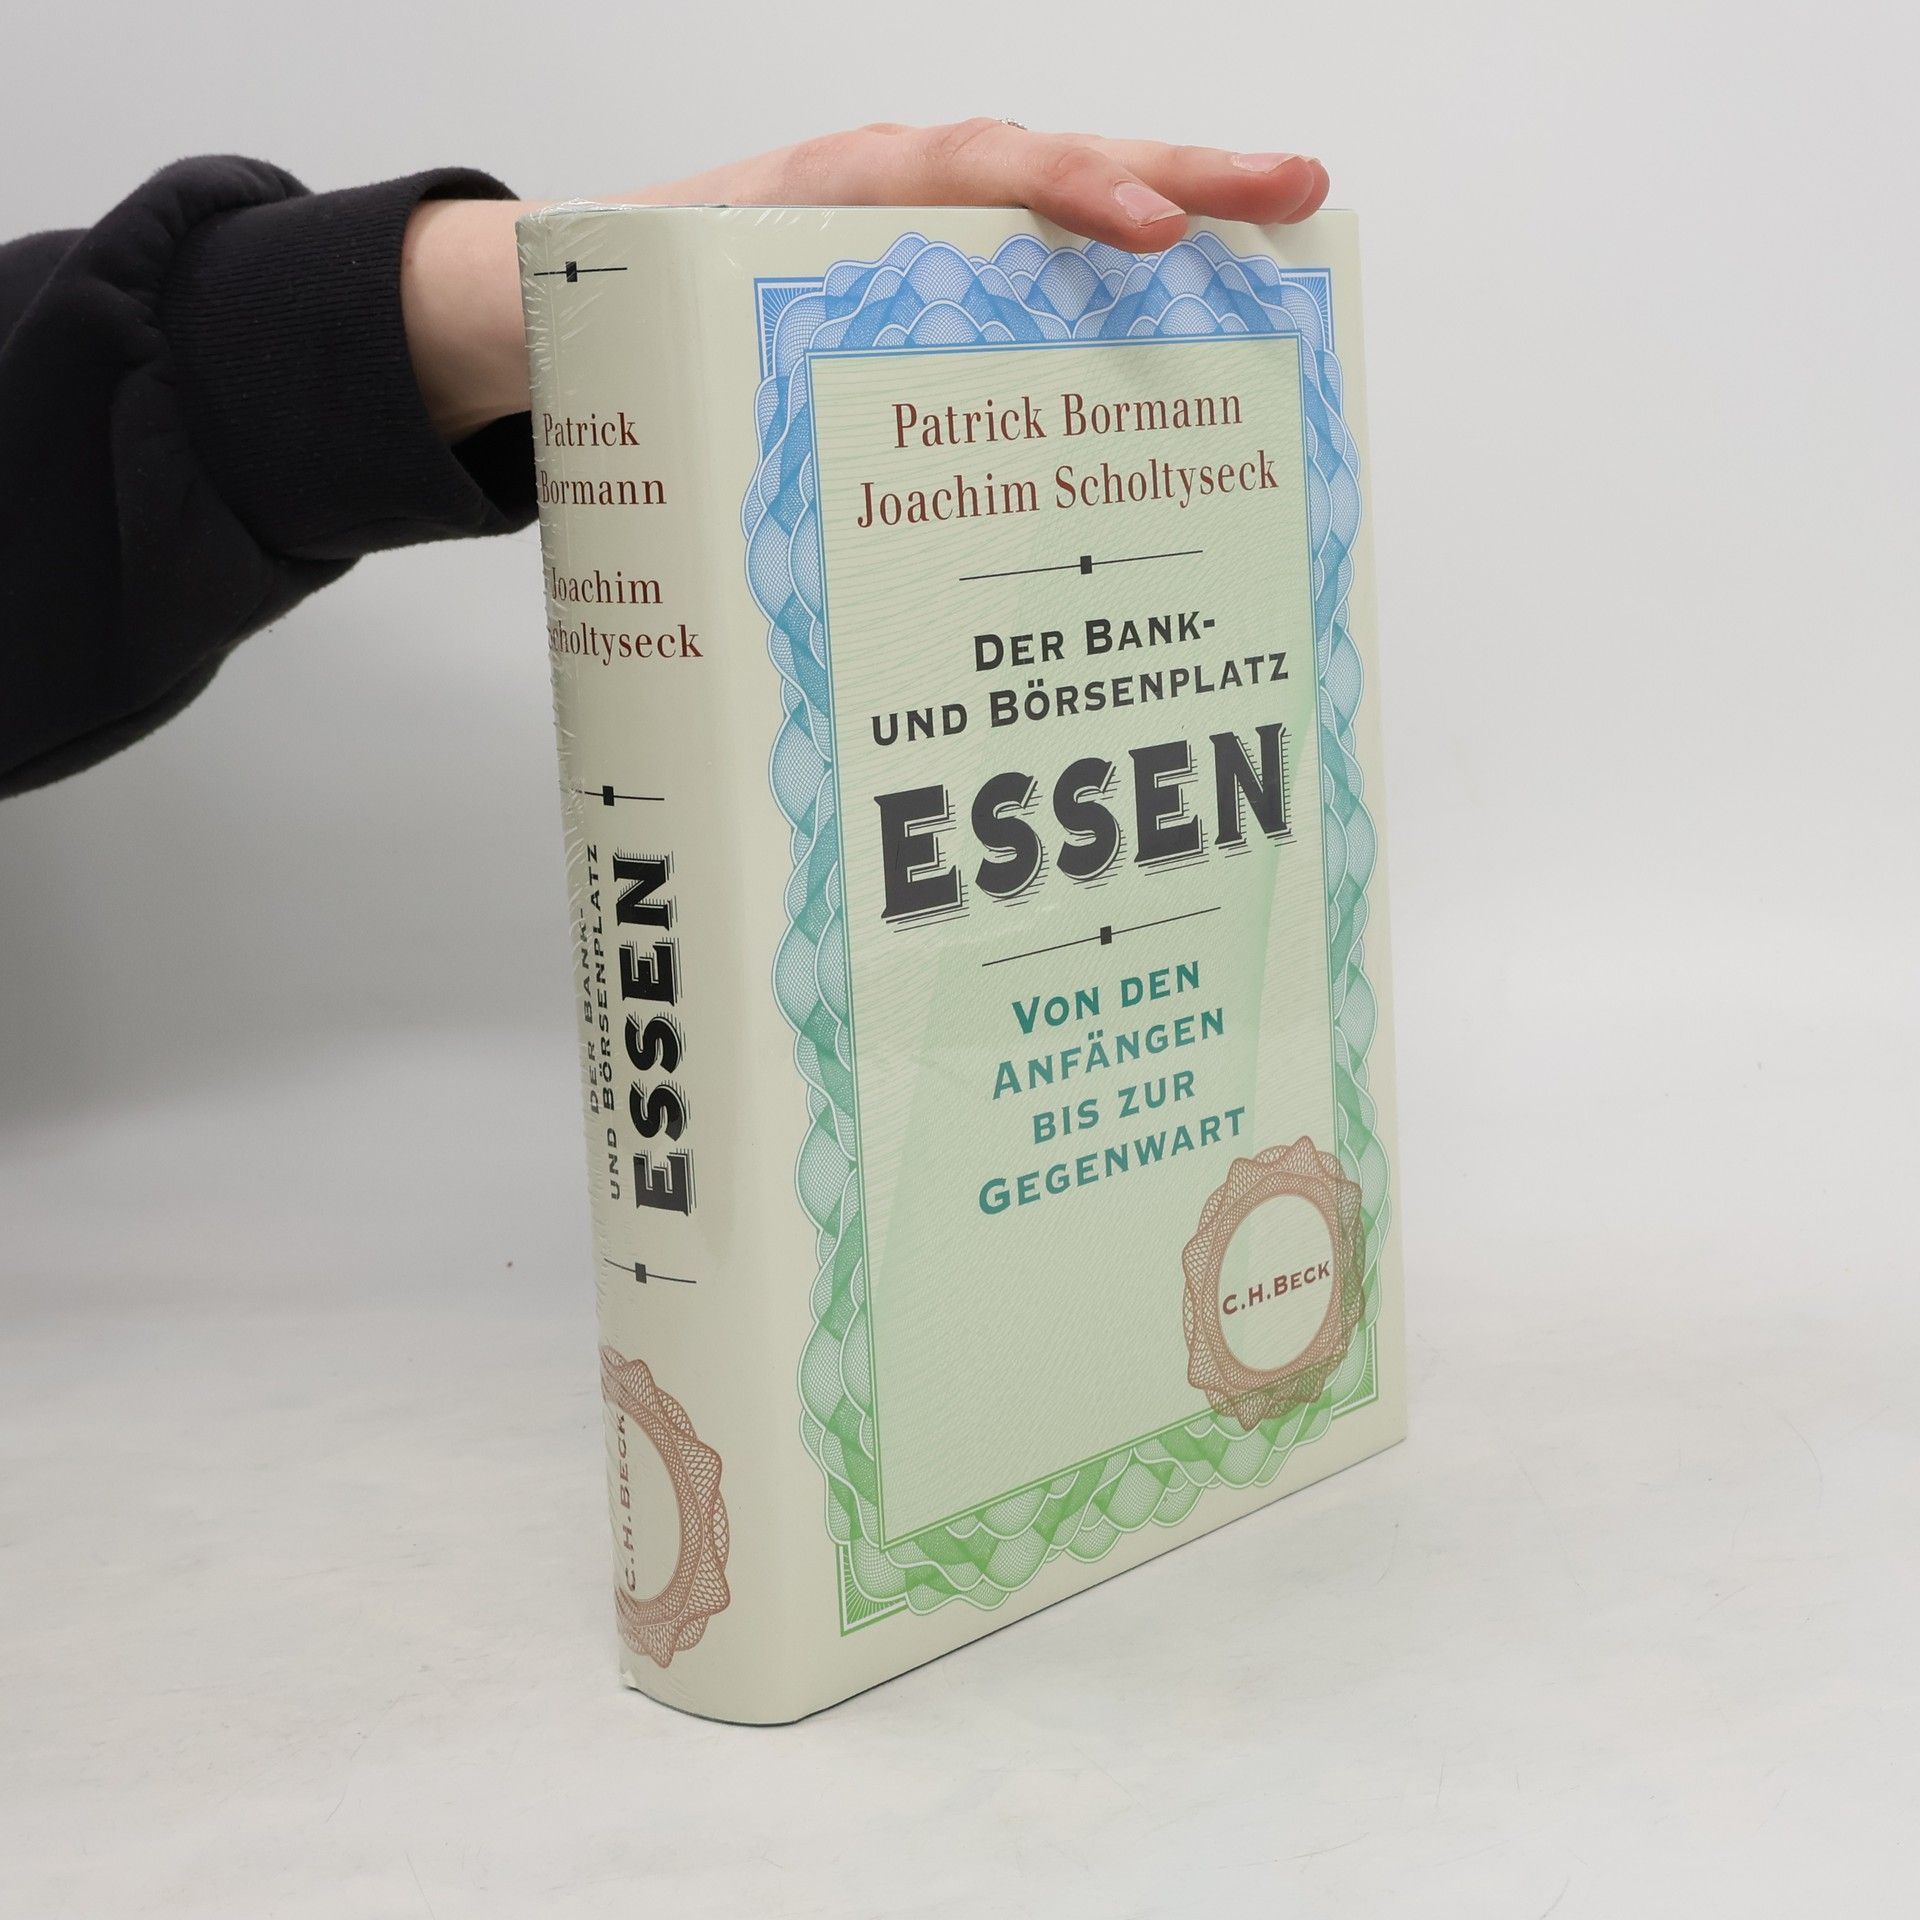 Patrick
Bormann
Joachim
Scholtyseck
DER BANK-
UND BÖRSENPLATZ
ESSEN
C.H.BECK
Patrick Bormann
Joachim Scholtyseck
DER BANK-
UND BÖRSENPLATZ
ESSEN
VON DEN
ANFÄNGEN
BIS ZUR
GEGENWART
C.H.BECK